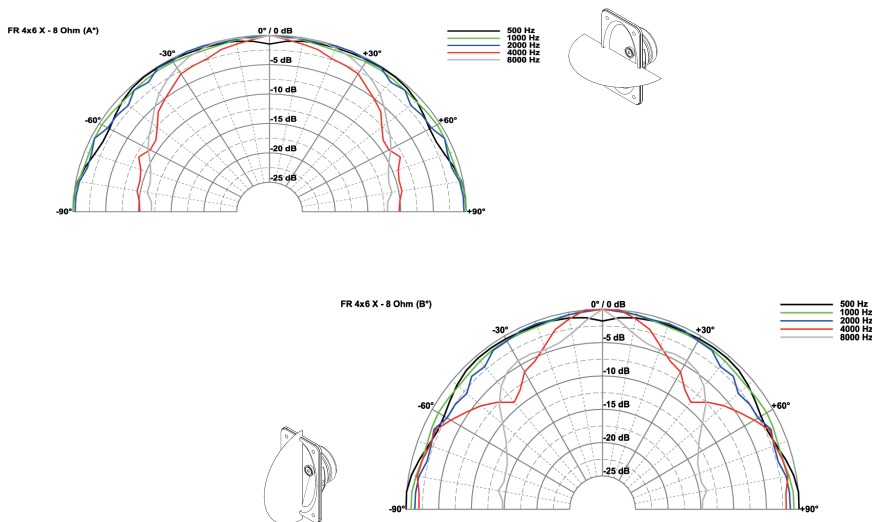 FR 4x6 X - 8 Ohm (A*)
0° / 0 dB
500 Hz
1000 Hz
2000 Hz
4000 Hz
8000 Hz
-30°
+30°
-5 dB
-10 dB
-60°
+60°
-15 dB
-20 dB
-25 dB
-90°
+90°
FR 4x6 X - 8 Ohm (B*)
0° / 0 dB
500 Hz
1000 Hz
2000 Hz
4000 Hz
8000 Hz
-30°
+30°
-5 dB
-10 dB
-60°
+60°
-15 dB
-20 dB
-25 dB
-90°
+90°